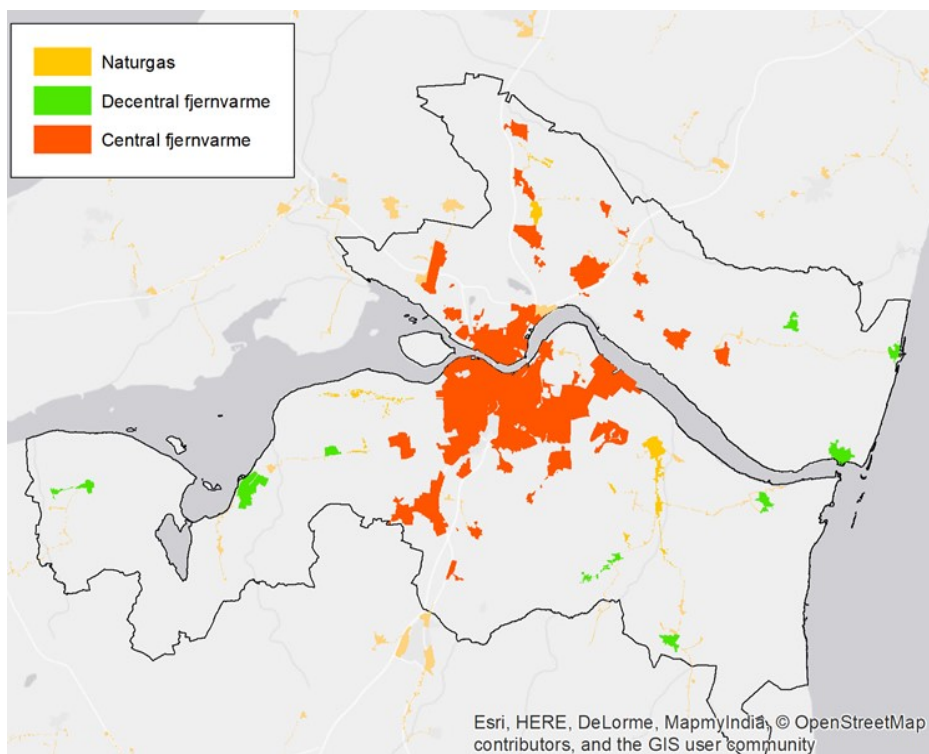 Naturgas
Decentral fjernvarme
Central fjernvarme
Esri, HERE, DeLorme, MapmyIndia, © OpenStreetMap
contributors, and the GIS user community